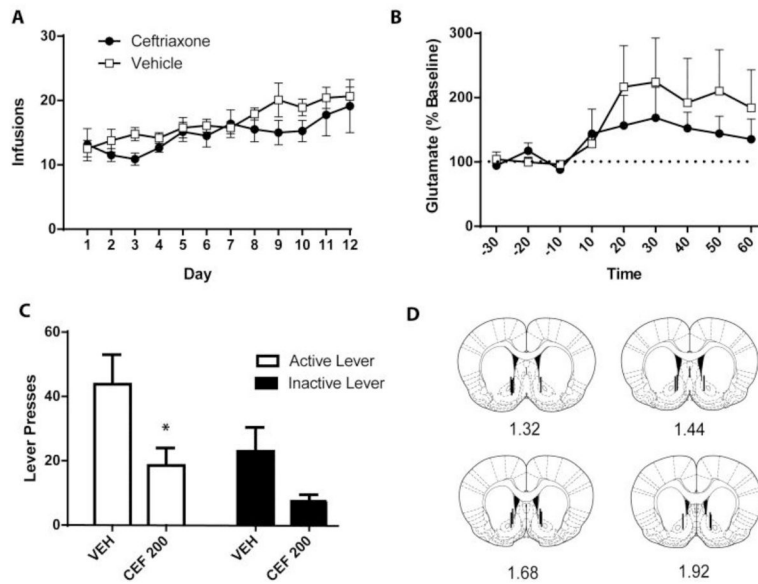 A
30
20
10
0
Infusions
Ceftriaxone
Vehicle
1 2 3 4 5 6 7 8 9 10 11 12
Day
B
300
200
100
0
Glutamate (% Baseline)
-30 -20 -10 10 20 30 40 50 60
Time
C
60
40
20
0
Lever Presses
Active Lever
Inactive Lever
*
VEH CEF 200 VEH CEF 200
D
1.32 1.44
1.68 1.92